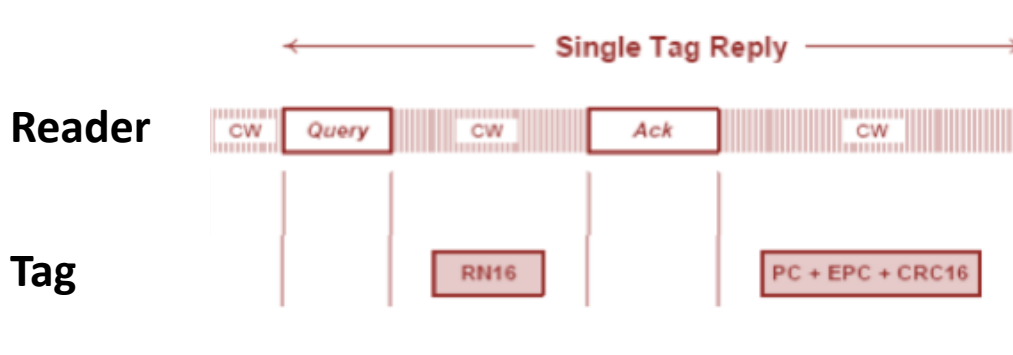 Single Tag Reply
Reader CW Query CW Ack CW
Tag RN16 PC + EPC + CRC16